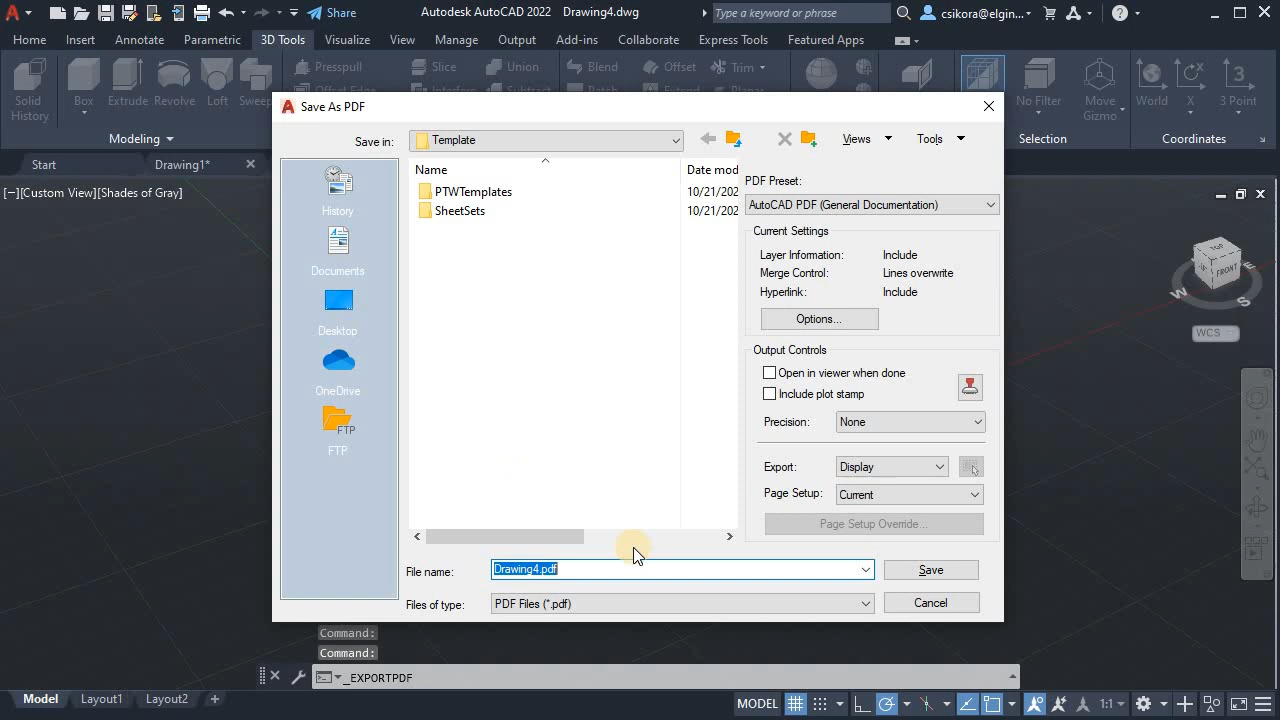 Share
Autodesk AutoCAD 2022 Drawing4.dwg
Type a keyword or phrase
csikora@elgin...
Home Insert Annotate Parametric 3D Tools Visualize View Manage Output Add-ins Collaborate Express Tools Featured Apps
Presspull Slice Union Blend Offset Trim
Solid History Box Extrude Revolve Loft Sweep
No Filter Move Gizmo World X 3 Point
Modeling Selection Coordinates
Start Drawing1*
[−][Custom View][Shades of Gray]
TOP
FRONT
W S E
WCS
Save As PDF
Save in: Template
Views Tools
Name Date mod
PTWTemplates 10/21/202
SheetSets 10/21/202
History
Documents
Desktop
OneDrive
FTP
FTP
PDF Preset:
AutoCAD PDF (General Documentation)
Current Settings
Layer Information: Include
Merge Control: Lines overwrite
Hyperlink: Include
Options...
Output Controls
Open in viewer when done
Include plot stamp
Precision: None
Export: Display
Page Setup: Current
Page Setup Override...
File name: Drawing4.pdf
Save
Files of type: PDF Files (*.pdf)
Cancel
Command:
Command:
_EXPORTPDF
Model Layout1 Layout2 +
MODEL
1:1